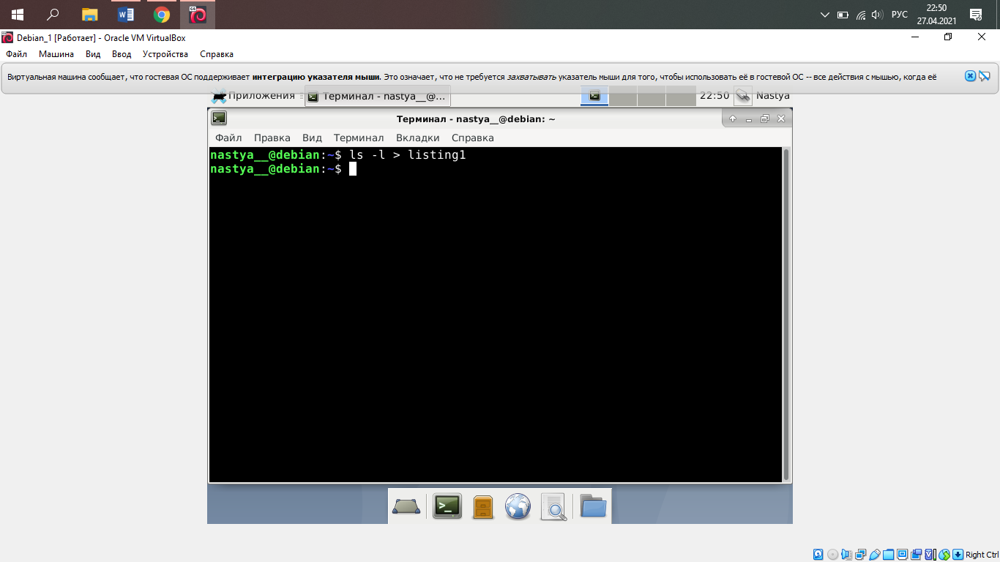 22:50
РУС
27.04.2021
Debian_1 [Работает] - Oracle VM VirtualBox
Файл Машина Вид Ввод Устройства Справка
Виртуальная машина сообщает, что гостевая ОС поддерживает интеграцию указателя мыши. Это означает, что не требуется захватывать указатель мыши для того, чтобы использовать её в гостевой ОС -- все действия с мышью, когда её
Приложения Терминал - nastya__@... 22:50 Nastya
Терминал - nastya__@debian: ~
Файл Правка Вид Терминал Вкладки Справка
nastya__@debian:~$ ls -l > listing1
nastya__@debian:~$
Right Ctrl